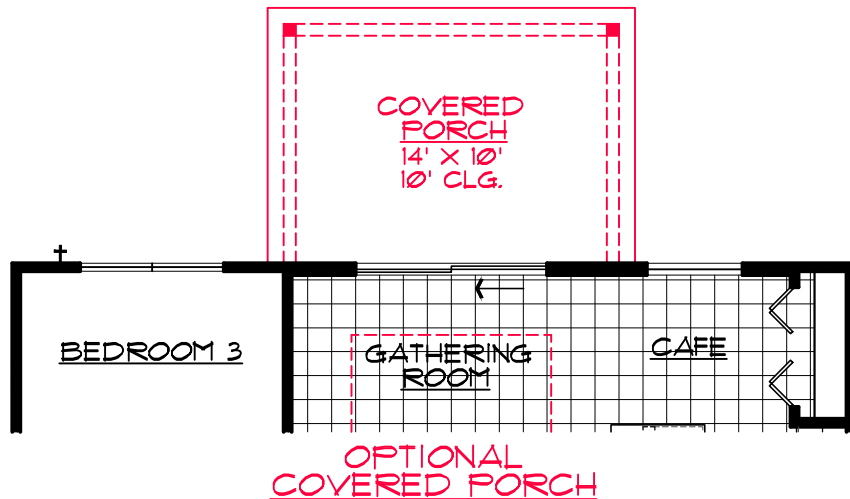 COVERED
PORCH
14' X 10'
10' CLG.
BEDROOM 3
GATHERING
ROOM
CAFE
OPTIONAL
COVERED PORCH